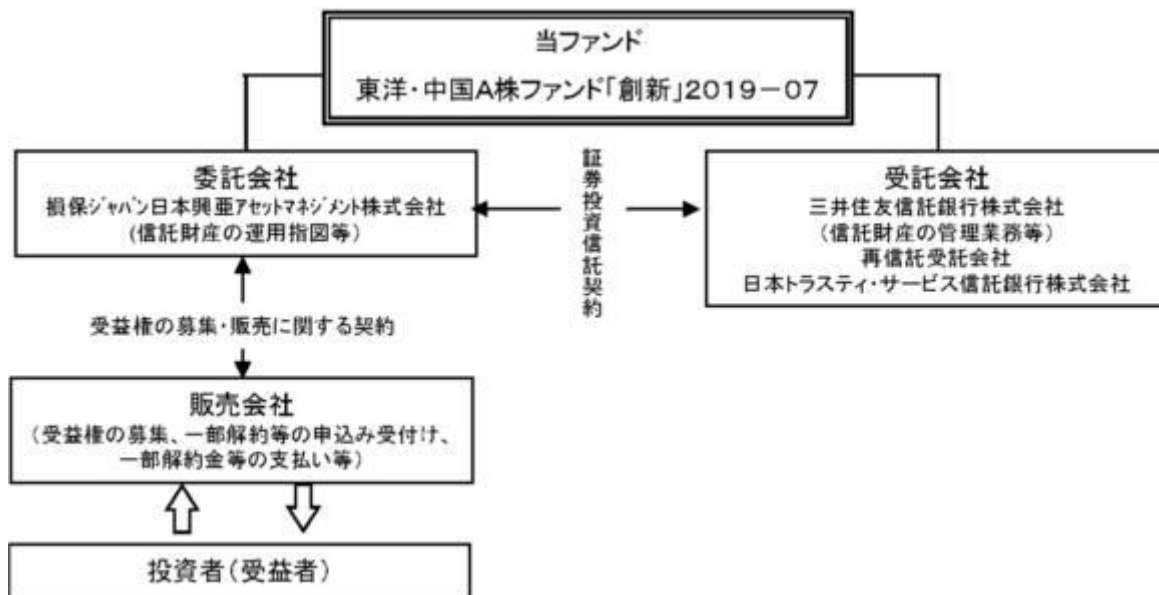 当ファンド
東洋・中国A株ファンド「創新」2019－07
委託会社
損保ｼﾞｬﾊﾟﾝ日本興亜ｱｾｯﾄﾏﾈｼﾞﾒﾝﾄ株式会社
(信託財産の運用指図等)
証券投資信託契約
受託会社
三井住友信託銀行株式会社
(信託財産の管理業務等)
再信託受託会社
日本トラスティ・サービス信託銀行株式会社
受益権の募集・販売に関する契約
販売会社
(受益権の募集、一部解約等の申込み受付け、
一部解約金等の支払い等)
投資者(受益者)